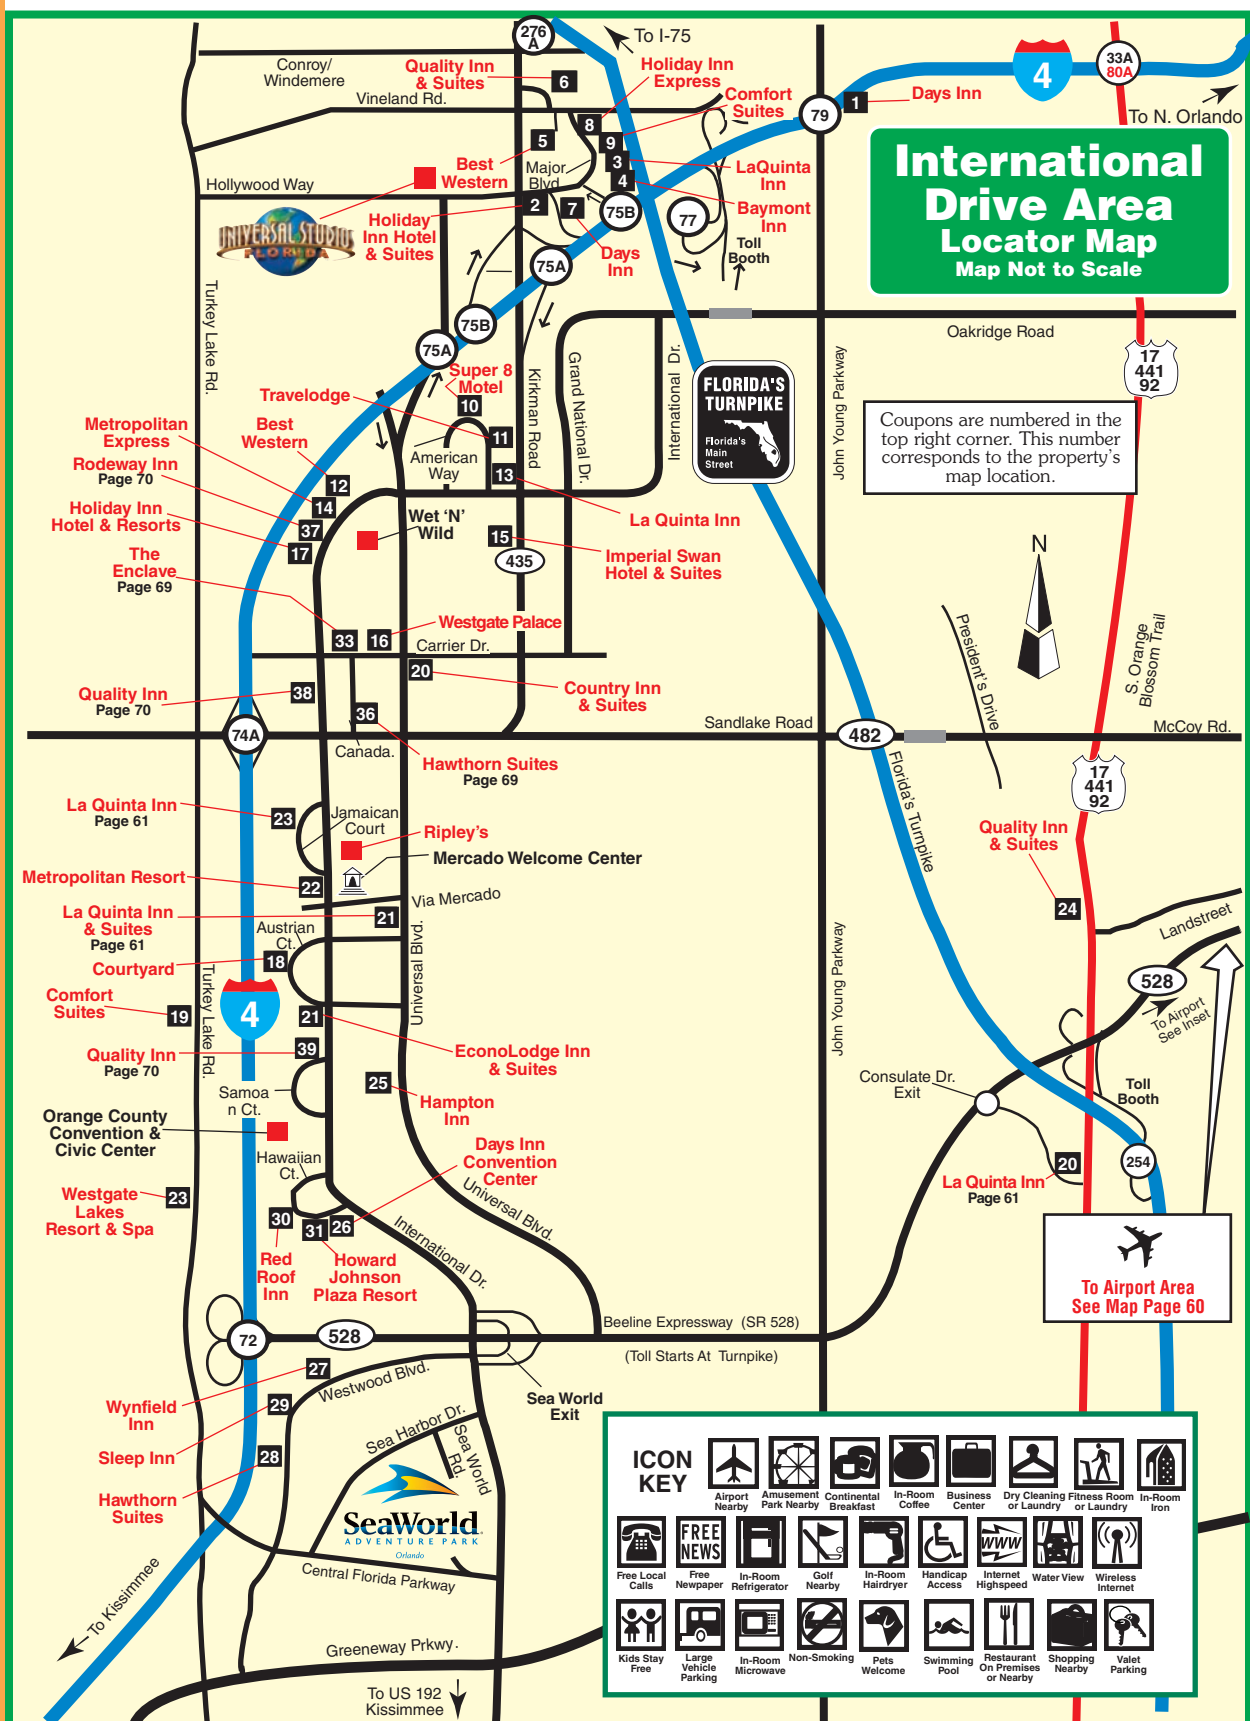 276
A
To I-75
Conroy/
Windemere
Quality Inn
& Suites
6
Holiday Inn
Express
Vineland Rd.
Comfort
Suites
79
1
Days Inn
4
33A
80A
To N. Orlando
8
9
5
3
4
Best
Western
Major
Blvd.
LaQuinta
Inn
Baymont
Inn
Hollywood Way
UNIVERSAL STUDIOS
FLORIDA
Holiday
Inn Hotel
& Suites
2
7
75B
77
Toll
Booth
Days
Inn
75A
International
Drive Area
Locator Map
Map Not to Scale
Turkey Lake Rd.
75B
75A
Oakridge Road
17
441
92
Super 8
Motel
10
Travelodge
11
American
Way
13
Kirkman Road
Grand National Dr.
International Dr.
FLORIDA'S
TURNPIKE
Florida's
Main
Street
John Young Parkway
Coupons are numbered in the
top right corner. This number
corresponds to the property's
map location.
Metropolitan
Express
Best
Western
Rodeway Inn
Page 70
12
14
37
17
Holiday Inn
Hotel & Resorts
Wet 'N'
Wild
La Quinta Inn
15
435
Imperial Swan
Hotel & Suites
The
Enclave
Page 69
N
33
16
Westgate Palace
Carrier Dr.
20
Country Inn
& Suites
President's Drive
S. Orange
Blossom Trail
Quality Inn
Page 70
38
36
74A
Canada.
Sandlake Road
482
McCoy Rd.
Hawthorn Suites
Page 69
Florida's Turnpike
17
441
92
La Quinta Inn
Page 61
23
Jamaican
Court
Ripley's
Mercado Welcome Center
Quality Inn
& Suites
24
Metropolitan Resort
22
Via Mercado
La Quinta Inn
& Suites
Page 61
21
Austrian
Ct.
18
Courtyard
Universal Blvd.
Landstreet
528
To Airport
See Inset
Comfort
Suites
19
Turkey Lake Rd.
4
21
John Young Parkway
Quality Inn
Page 70
39
EconoLodge Inn
& Suites
25
Hampton
Inn
Samoa
n Ct.
Consulate Dr.
Exit
Toll
Booth
Orange County
Convention &
Civic Center
Hawaiian
Ct.
Days Inn
Convention
Center
20
254
La Quinta Inn
Page 61
Westgate
Lakes
Resort & Spa
23
30
31
26
Universal Blvd.
International Dr.
Red
Roof
Inn
Howard
Johnson
Plaza Resort
To Airport Area
See Map Page 60
72
528
Beeline Expressway (SR 528)
(Toll Starts At Turnpike)
27
Westwood Blvd.
Sea World
Exit
Wynfield
Inn
29
Sleep Inn
28
Sea Harbor Dr.
Sea World
Rd.
Hawthorn
Suites
SeaWorld
ADVENTURE PARK
Orlando
Central Florida Parkway
To Kissimmee
Greeneway Prkwy.
To US 192
Kissimmee
ICON
KEY
Airport
Nearby
Amusement
Park Nearby
Continental
Breakfast
In-Room
Coffee
Business
Center
Dry Cleaning
or Laundry
Fitness Room
or Laundry
In-Room
Iron
FREE
NEWS
WWW
Free Local
Calls
Free
Newpaper
In-Room
Refrigerator
Golf
Nearby
In-Room
Hairdryer
Handicap
Access
Internet
Highspeed
Water View
Wireless
Internet
Kids Stay
Free
Large
Vehicle
Parking
In-Room
Microwave
Non-Smoking
Pets
Welcome
Swimming
Pool
Restaurant
On Premises
or Nearby
Shopping
Nearby
Valet
Parking